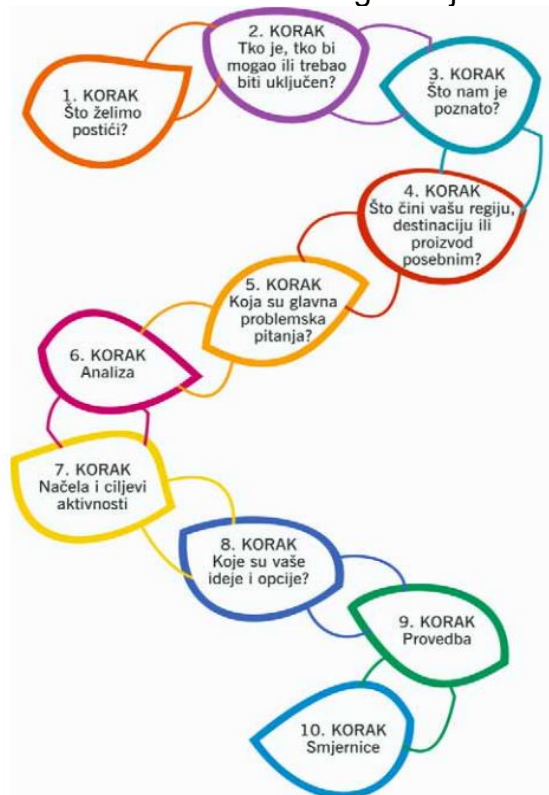 2. KORAK
Tko je, tko bi
mogao ili trebao
biti uključen?
1. KORAK
Što želimo
postići?
3. KORAK
Što nam je
poznato?
4. KORAK
Što čini vašu regiju,
destinaciju ili
proizvod
posebnim?
5. KORAK
Koja su glavna
problemska
pitanja?
6. KORAK
Analiza
7. KORAK
Načela i ciljevi
aktivnosti
8. KORAK
Koje su vaše
ideje i opcije?
9. KORAK
Provedba
10. KORAK
Smjernice